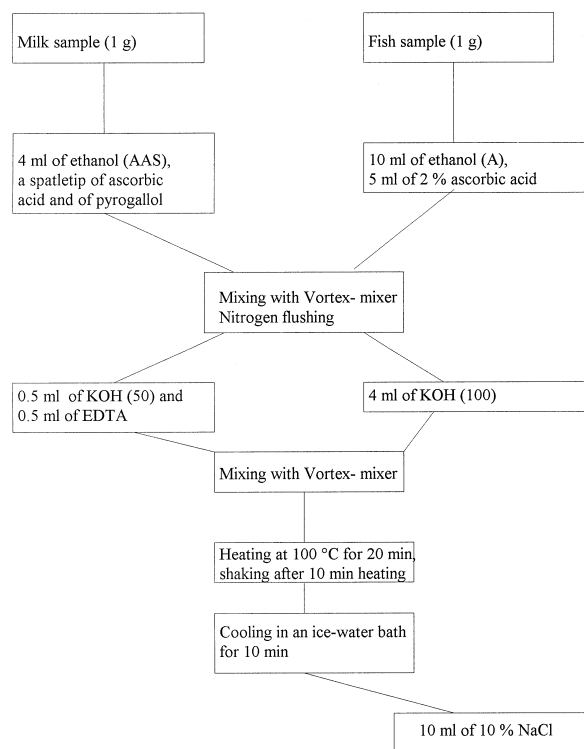 Milk sample (1 g)
Fish sample (1 g)
4 ml of ethanol (AAS),
a spatletip of ascorbic
acid and of pyrogallol
10 ml of ethanol (A),
5 ml of 2 % ascorbic acid
Mixing with Vortex- mixer
Nitrogen flushing
0.5 ml of KOH (50) and
0.5 ml of EDTA
4 ml of KOH (100)
Mixing with Vortex- mixer
Heating at 100 °C for 20 min,
shaking after 10 min heating
Cooling in an ice-water bath
for 10 min
10 ml of 10 % NaCl